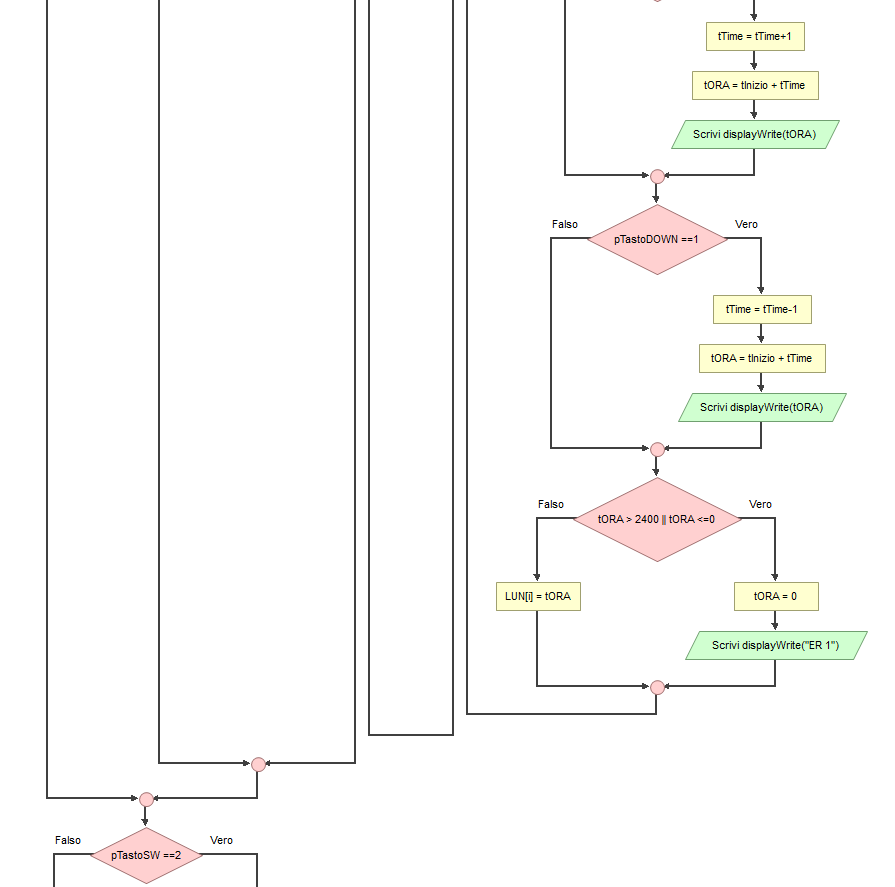 tTime = tTime+1
tORA = tInizio + tTime
Scrivi displayWrite(tORA)
Falso
Vero
pTastoDOWN ==1
tTime = tTime-1
tORA = tInizio + tTime
Scrivi displayWrite(tORA)
Falso
Vero
tORA > 2400 || tORA <=0
LUN[i] = tORA
tORA = 0
Scrivi displayWrite("ER 1")
Falso
Vero
pTastoSW ==2